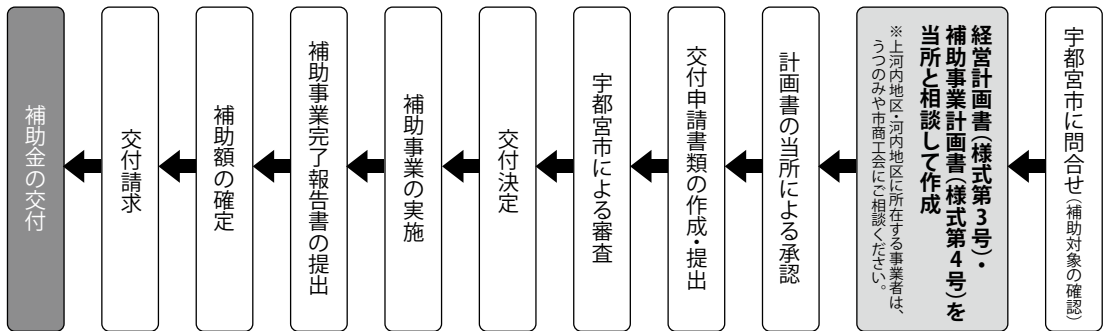 宇都宮市に問合せ（補助対象の確認）
経営計画書（様式第3号）・
補助事業計画書（様式第4号）を
当所と相談して作成
※上河内地区・河内地区に所在する事業者は、
うつのみや市商工会にご相談ください。
計画書の当所による承認
交付申請書類の作成・提出
宇都宮市による審査
交付決定
補助事業の実施
補助事業完了報告書の提出
補助額の確定
交付請求
補助金の交付